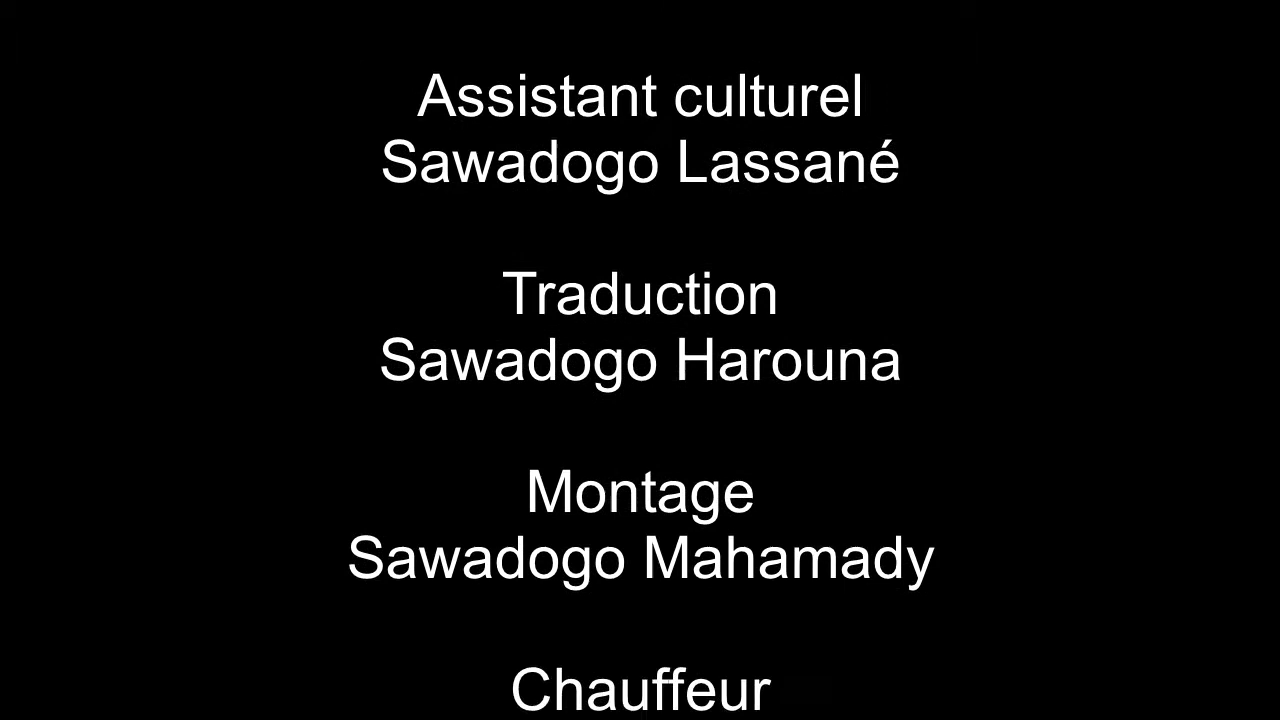 Assistant culturel
Sawadogo Lassané
Traduction
Sawadogo Harouna
Montage
Sawadogo Mahamady
Chauffeur